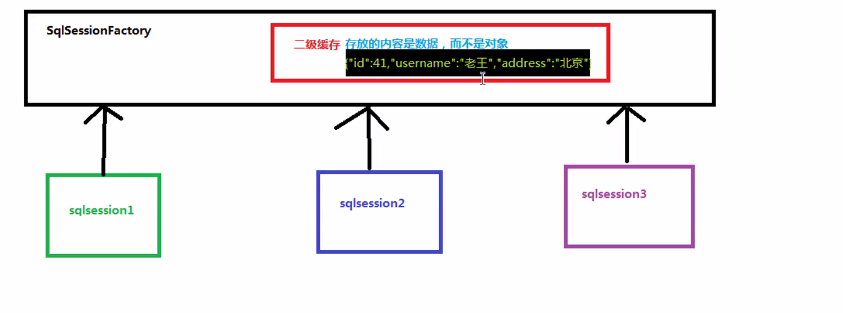 SqlSessionFactory
二级缓存 存放的内容是数据，而不是对象
{"id":41,"username":"老王","address":"北京"}
sqlsession1
sqlsession2
sqlsession3